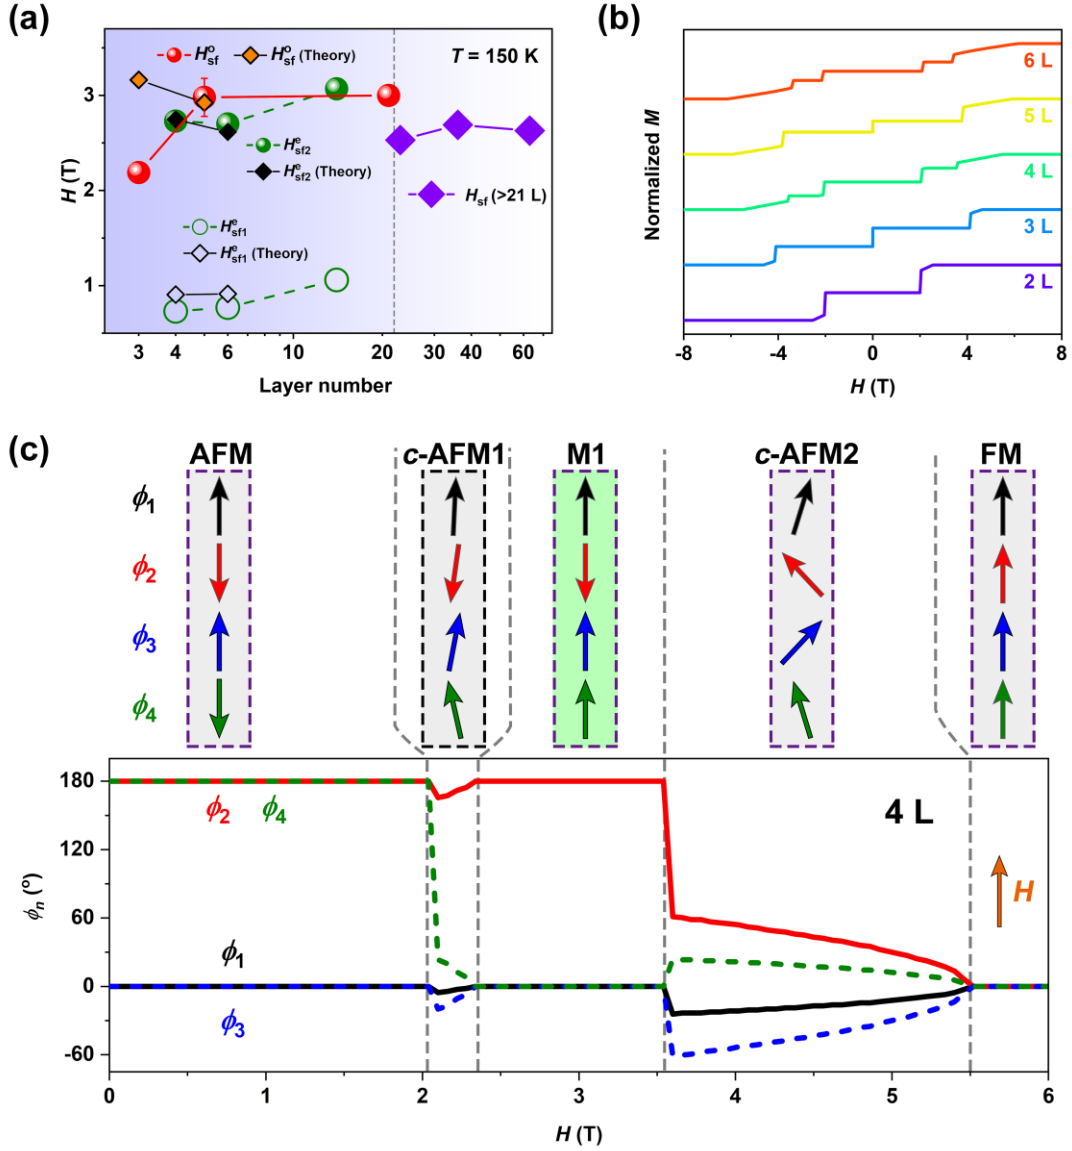 (a)
H^o_sf H^o_sf (Theory) T = 150 K
H^e_sf2
H^e_sf2 (Theory)
H_sf (>21 L)
H^e_sf1
H^e_sf1 (Theory)
H (T)
3
2
1
3 4 6 10 20 30 40 60
Layer number
(b)
6 L
5 L
4 L
3 L
2 L
Normalized M
-8 -4 0 4 8
H (T)
(c)
AFM c-AFM1 M1 c-AFM2 FM
ϕ1
ϕ2
ϕ3
ϕ4
180
120
60
0
-60
ϕn (º)
ϕ2 ϕ4
4 L
H
ϕ1
ϕ3
0 1 2 3 4 5 6
H (T)